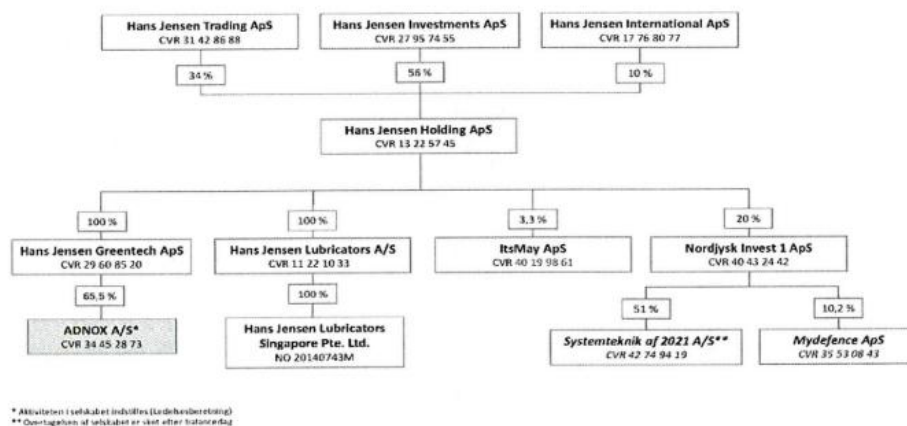 Hans Jensen Trading ApS
CVR 31 42 86 88
Hans Jensen Investments ApS
CVR 27 95 74 55
Hans Jensen International ApS
CVR 17 76 80 77
34 %
56 %
10 %
Hans Jensen Holding ApS
CVR 13 22 57 45
100 %
100 %
3,3 %
20 %
Hans Jensen Greentech ApS
CVR 29 60 85 20
Hans Jensen Lubricators A/S
CVR 11 22 10 33
ItsMay ApS
CVR 40 19 98 61
Nordjysk Invest 1 ApS
CVR 40 43 24 42
65,5 %
100 %
51 %
10,2 %
ADNOX A/S*
CVR 34 45 28 73
Hans Jensen Lubricators
Singapore Pte. Ltd.
NO 20140743M
Systemteknik af 2021 A/S**
CVR 42 74 94 19
Mydefence ApS
CVR 35 53 08 43
* Aktiviteten i selskabet indstilles (Ledelsesberetning)
** Overtagelsen af selskabet er sket efter balancedag